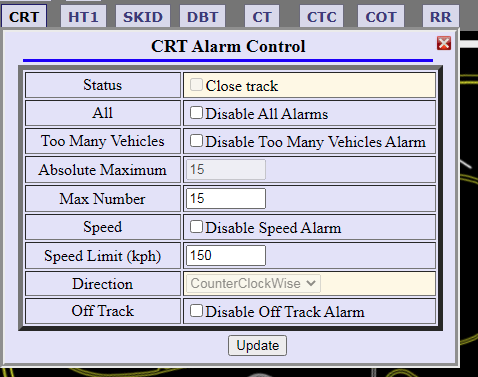 CRT HT1 SKID DBT CT CTC COT RR
CRT Alarm Control
Status Close track
All Disable All Alarms
Too Many Vehicles Disable Too Many Vehicles Alarm
Absolute Maximum 15
Max Number 15
Speed Disable Speed Alarm
Speed Limit (kph) 150
Direction CounterClockWise
Off Track Disable Off Track Alarm
Update